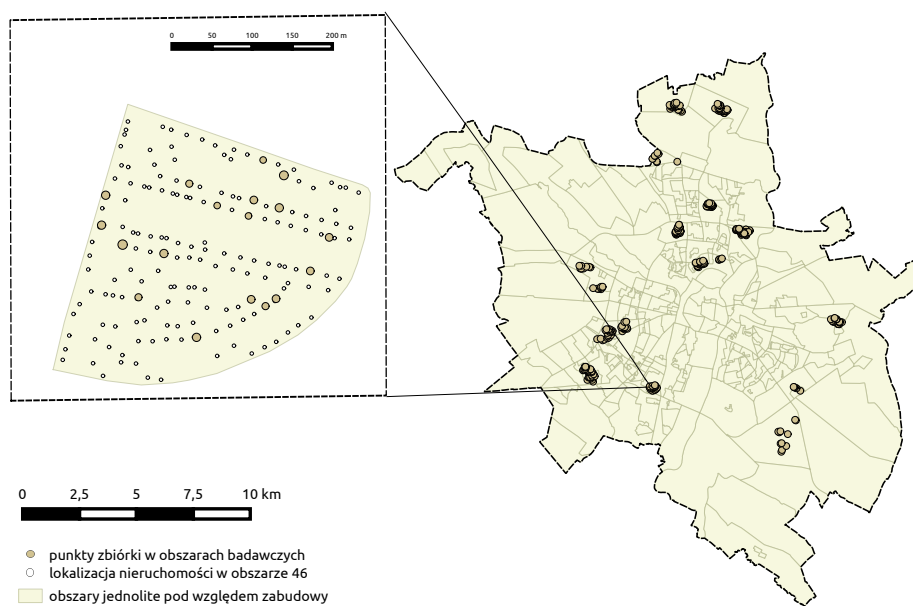 0 50 100 150 200 m
0 2,5 5 7,5 10 km
punkty zbiórki w obszarach badawczych
lokalizacja nieruchomości w obszarze 46
obszary jednolite pod względem zabudowy